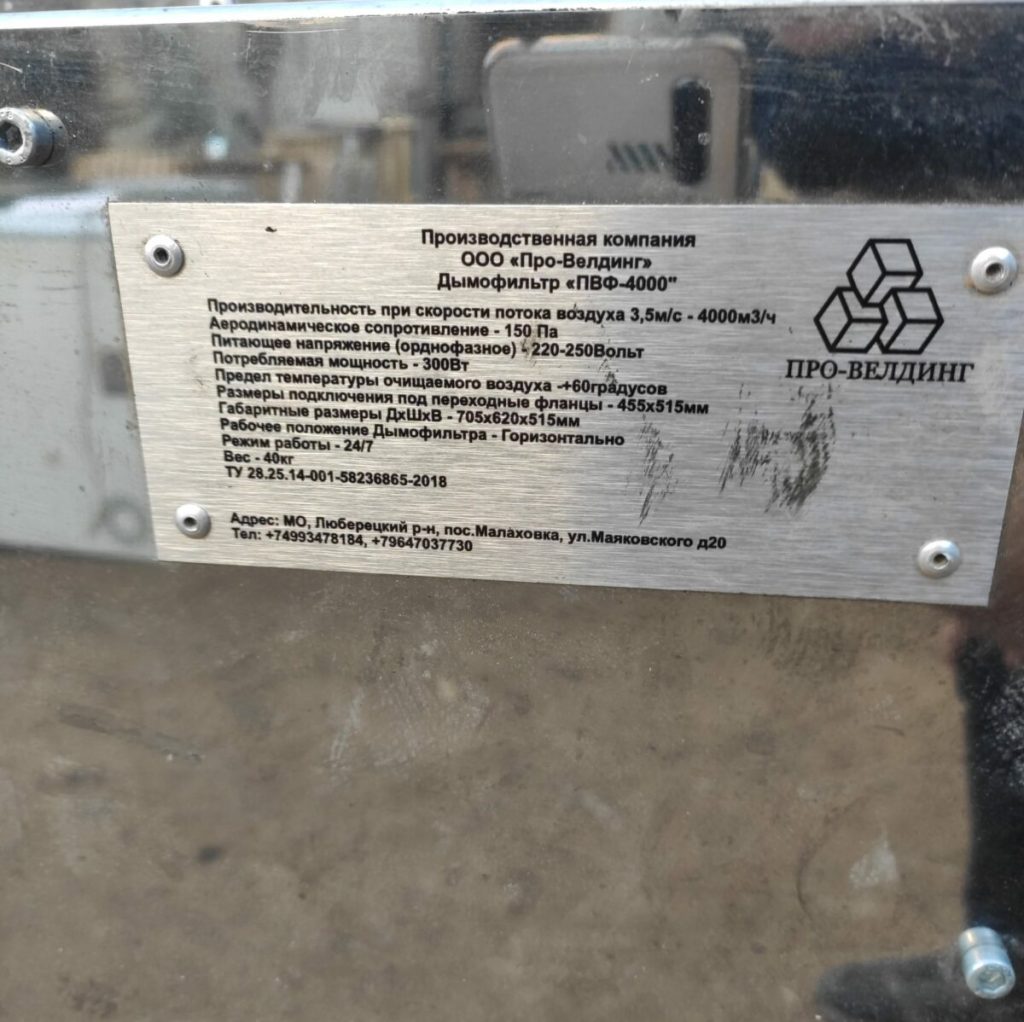 Производственная компания
ООО «Про-Велдинг»
Дымофильтр «ПВФ-4000"
Производительность при скорости потока воздуха 3,5м/с - 4000м3/ч
Аеродинамическое сопротивление - 150 Па
Питающее напряжение (орднофазное) - 220-250Вольт
Потребляемая мощность - 300Вт
Предел температуры очищаемого воздуха -+60градусов
Размеры подключения под переходные фланцы - 455х515мм
Габаритные размеры ДхШхВ - 705х620х515мм
Рабочее положение Дымофильтра - Горизонтально
Режим работы - 24/7
Вес - 40кг
ТУ 28.25.14-001-58236865-2018
Адрес: МО, Люберецкий р-н, пос.Малаховка, ул.Маяковского д20
Тел: +74993478184, +79647037730
ПРО-ВЕЛДИНГ